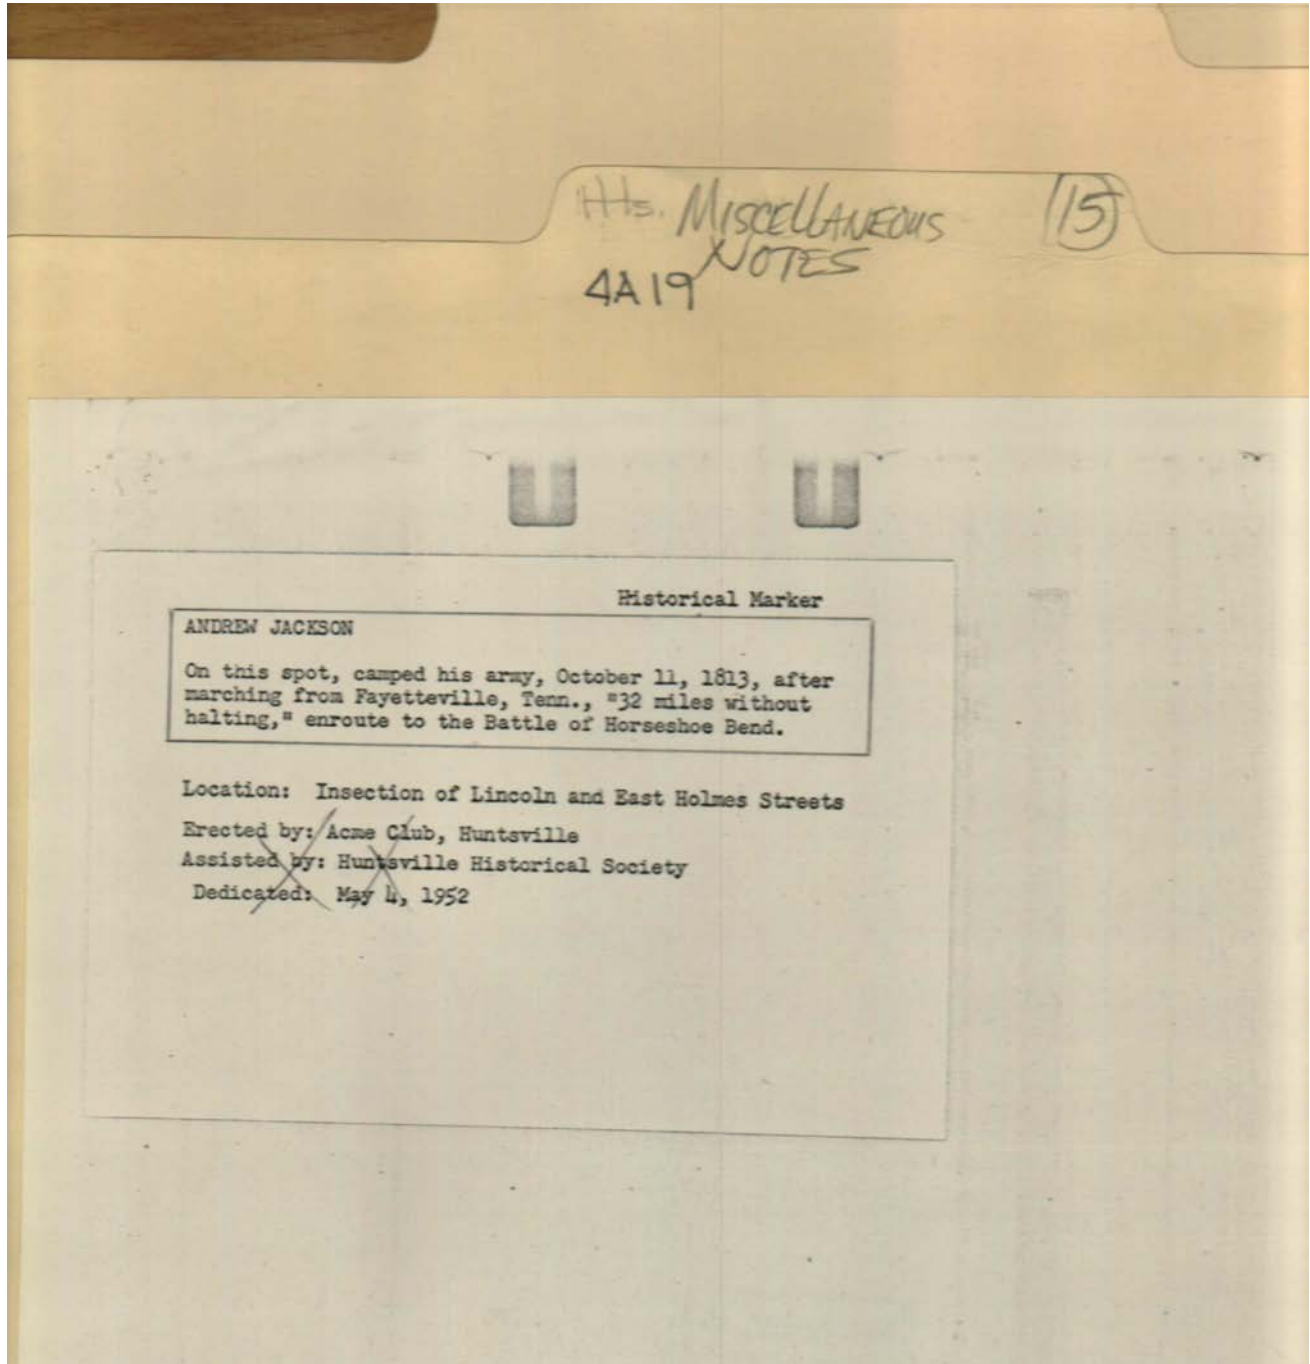 Hts. MISCELLANEOUS 15
NOTES
4A19
Historical Marker
ANDREW JACKSON
On this spot, camped his army, October 11, 1813, after
marching from Fayetteville, Tenn., "32 miles without
halting," enroute to the Battle of Horseshoe Bend.
Location: Insection of Lincoln and East Holmes Streets
Erected by: Acme Club, Huntsville
Assisted by: Huntsville Historical Society
Dedicated: May 4, 1952